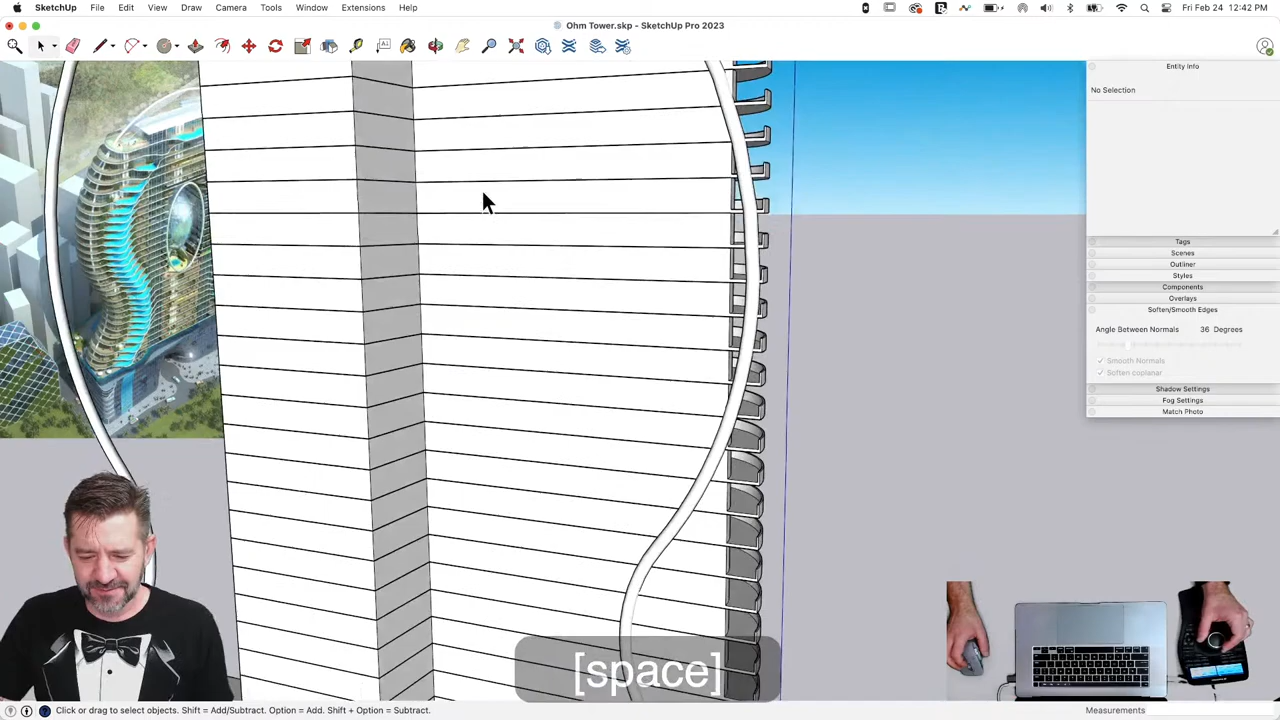 SketchUp File Edit View Draw Camera Tools Window Extensions Help
Fri Feb 24 12:42 PM
Ohm Tower.skp - SketchUp Pro 2023
Entity Info
No Selection
Tags
Scenes
Outliner
Styles
Components
Overlays
Soften/Smooth Edges
Angle Between Normals 36 Degrees
Smooth Normals
Soften coplanar
Shadow Settings
Fog Settings
Match Photo
[space]
Click or drag to select objects. Shift = Add/Subtract. Option = Add. Shift + Option = Subtract.
Measurements